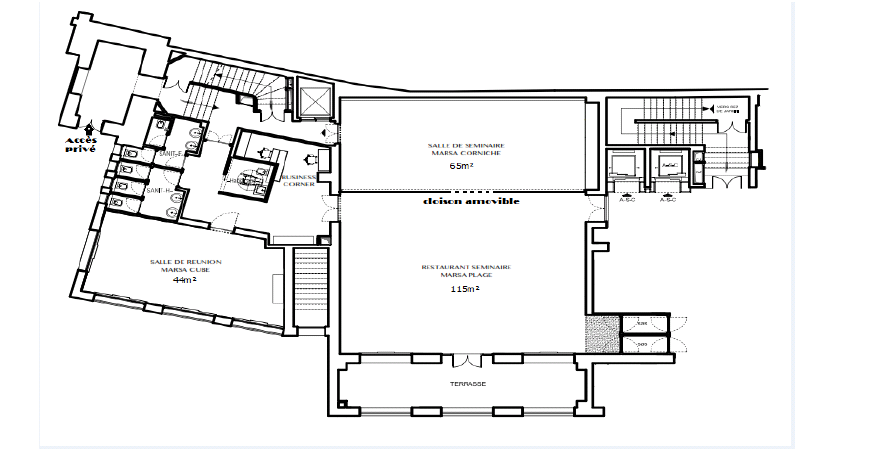 Accès
privé
SANIT-F
SANIT-H
BUSINESS
CORNER
SALLE DE SEMINAIRE
MARSA CORNICHE
65m²
cloison amovible
RESTAURANT SEMINAIRE
MARSA PLAGE
115m²
SALLE DE REUNION
MARSA CUBE
44m²
TERRASSE
A-S-C
A-S-C